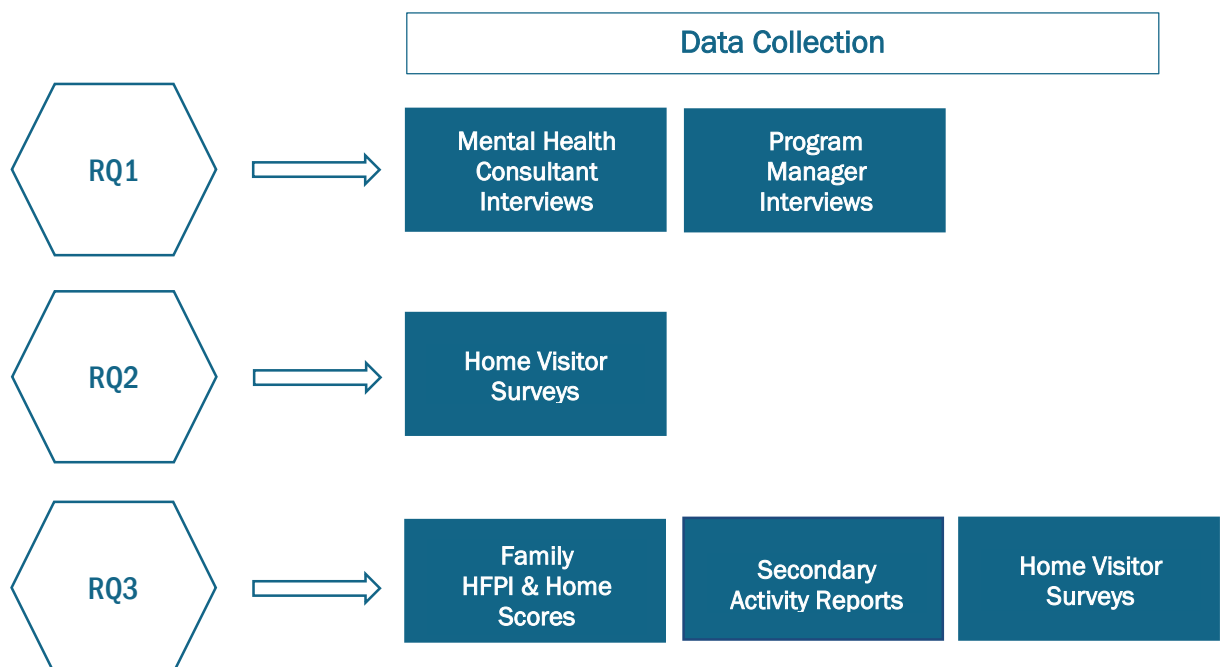 Data Collection
RQ1
Mental Health
Consultant
Interviews
Program
Manager
Interviews
RQ2
Home Visitor
Surveys
RQ3
Family
HFPI & Home
Scores
Secondary
Activity Reports
Home Visitor
Surveys